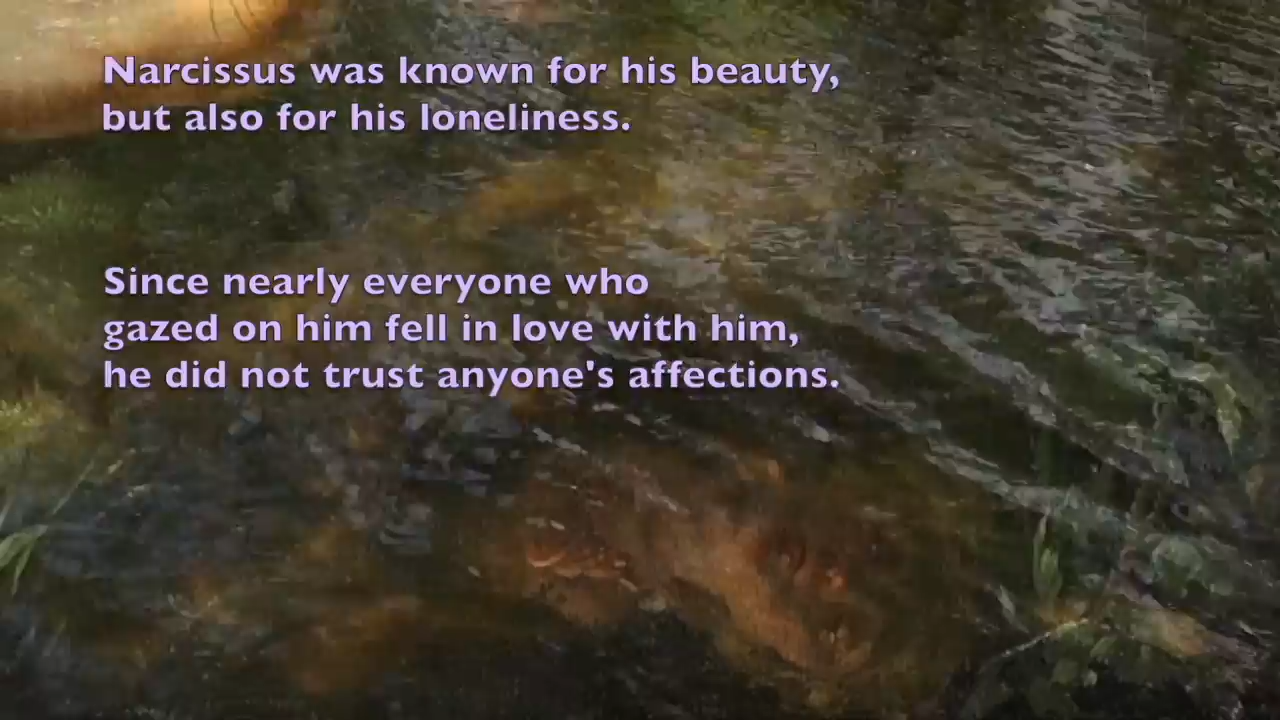 Narcissus was known for his beauty,
but also for his loneliness.
Since nearly everyone who
gazed on him fell in love with him,
he did not trust anyone's affections.